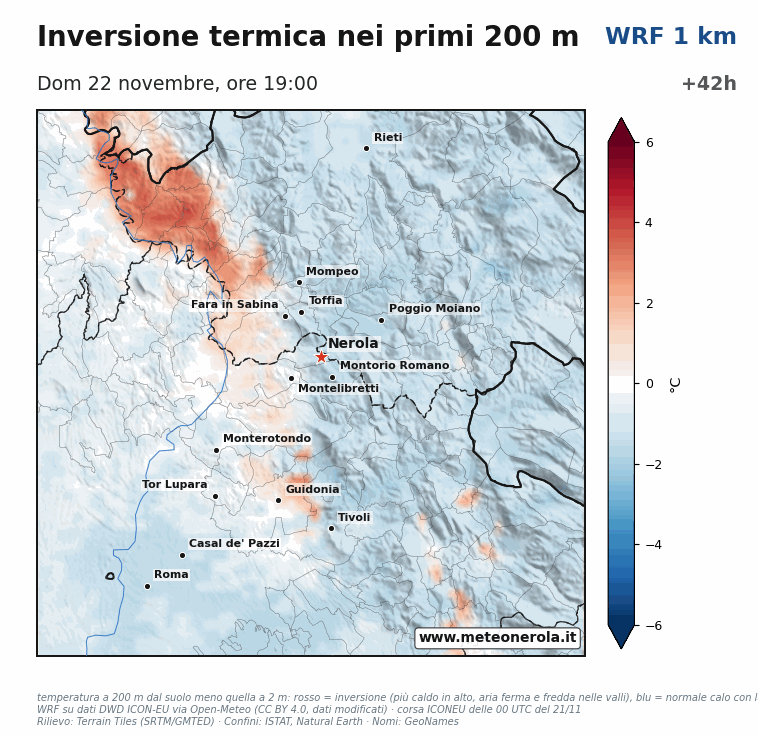 Inversione termica nei primi 200 m
WRF 1 km
Dom 22 novembre, ore 19:00
+42h
Rieti
Mompeo
Fara in Sabina
Toffia
Poggio Moiano
Nerola
Montorio Romano
Montelibretti
Monterotondo
Tor Lupara
Guidonia
Tivoli
Casal de' Pazzi
Roma
www.meteonerola.it
6
4
2
0
−2
−4
−6
°C
temperatura a 200 m dal suolo meno quella a 2 m: rosso = inversione (più caldo in alto, aria ferma e fredda nelle valli), blu = normale calo con l
WRF su dati DWD ICON-EU via Open-Meteo (CC BY 4.0, dati modificati) · corsa ICONEU delle 00 UTC del 21/11
Rilievo: Terrain Tiles (SRTM/GMTED) · Confini: ISTAT, Natural Earth · Nomi: GeoNames